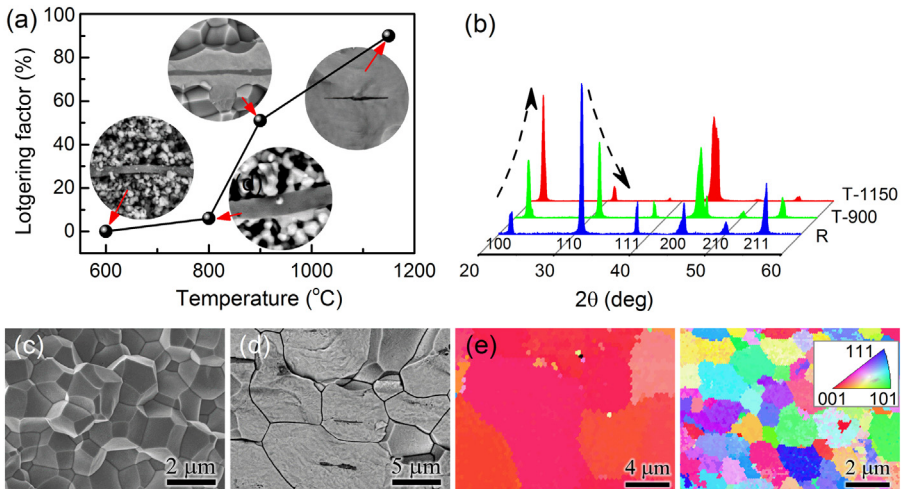 (a)
100
80
60
40
20
0
Lotgering factor (%)
600
800
1000
1200
Temperature (°C)
(b)
T-1150
T-900
R
100
110
111
200
210
211
20
30
40
50
60
2θ (deg)
(c)
2 μm
(d)
5 μm
(e)
4 μm
111
001
101
2 μm